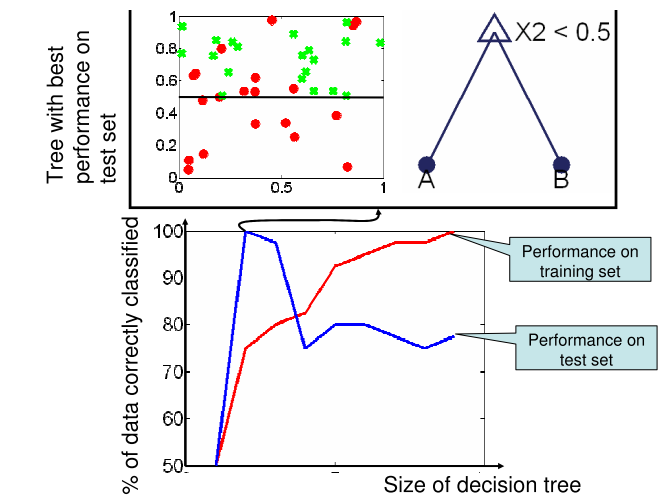 Tree with best
performance on
test set
1
0.8
0.6
0.4
0.2
0
0
0.5
1
X2 < 0.5
A
B
% of data correctly classified
100
90
80
70
60
50
Performance on
training set
Performance on
test set
Size of decision tree